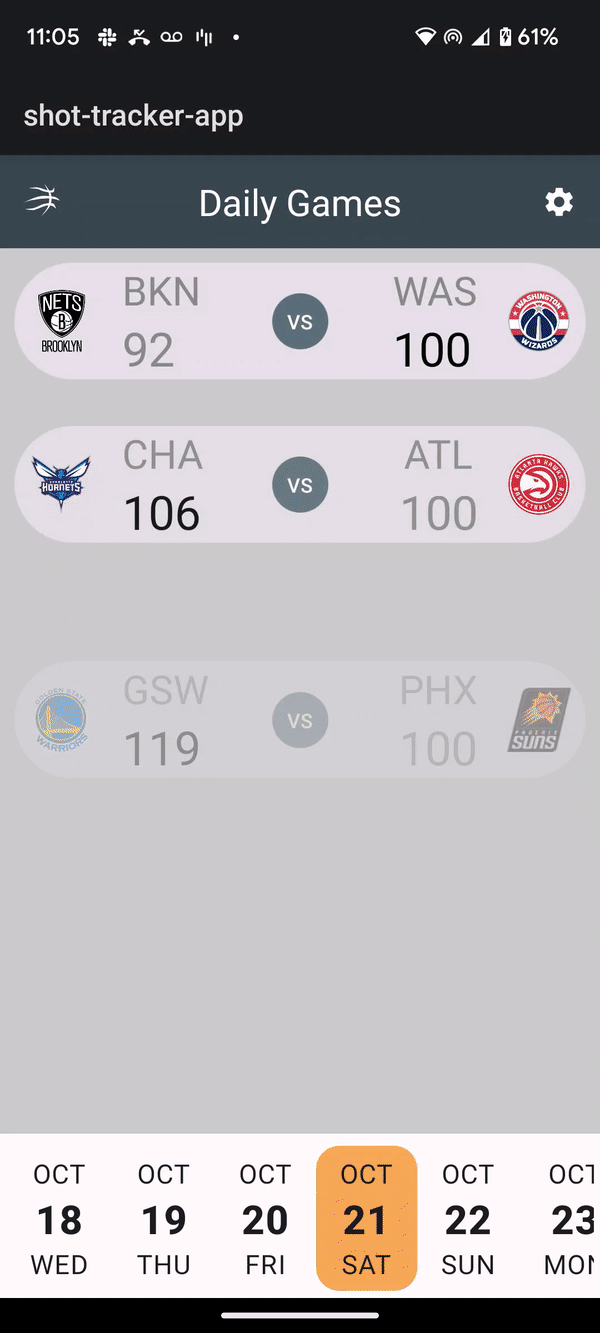 11:05 61%
shot-tracker-app
Daily Games
NETS
B
BROOKLYN
BKN
92
VS
WAS
100
WASHINGTON
WIZARDS
HORNETS
CHA
106
VS
ATL
100
ATLANTA HAWKS
BASKETBALL CLUB
GOLDEN STATE
WARRIORS
GSW
119
VS
PHX
100
PHOENIX
SUNS
OCT OCT OCT OCT OCT OCT
18 19 20 21 22 23
WED THU FRI SAT SUN MON